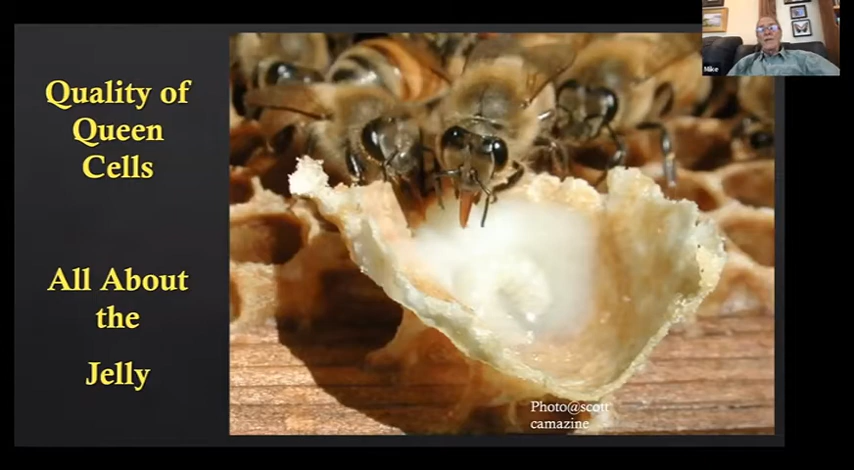 Quality of
Queen
Cells
All About
the
Jelly
Photo@scott
camazine
Mike